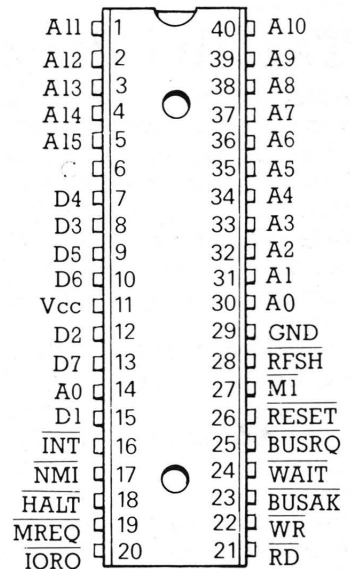 A11 1 40 A10
A12 2 39 A9
A13 3 38 A8
A14 4 37 A7
A15 5 36 A6
6 35 A5
D4 7 34 A4
D3 8 33 A3
D5 9 32 A2
D6 10 31 A1
Vcc 11 30 A0
D2 12 29 GND
D7 13 28 RFSH
A0 14 27 M1
D1 15 26 RESET
INT 16 25 BUSRQ
NMI 17 24 WAIT
HALT 18 23 BUSAK
MREQ 19 22 WR
IORQ 20 21 RD